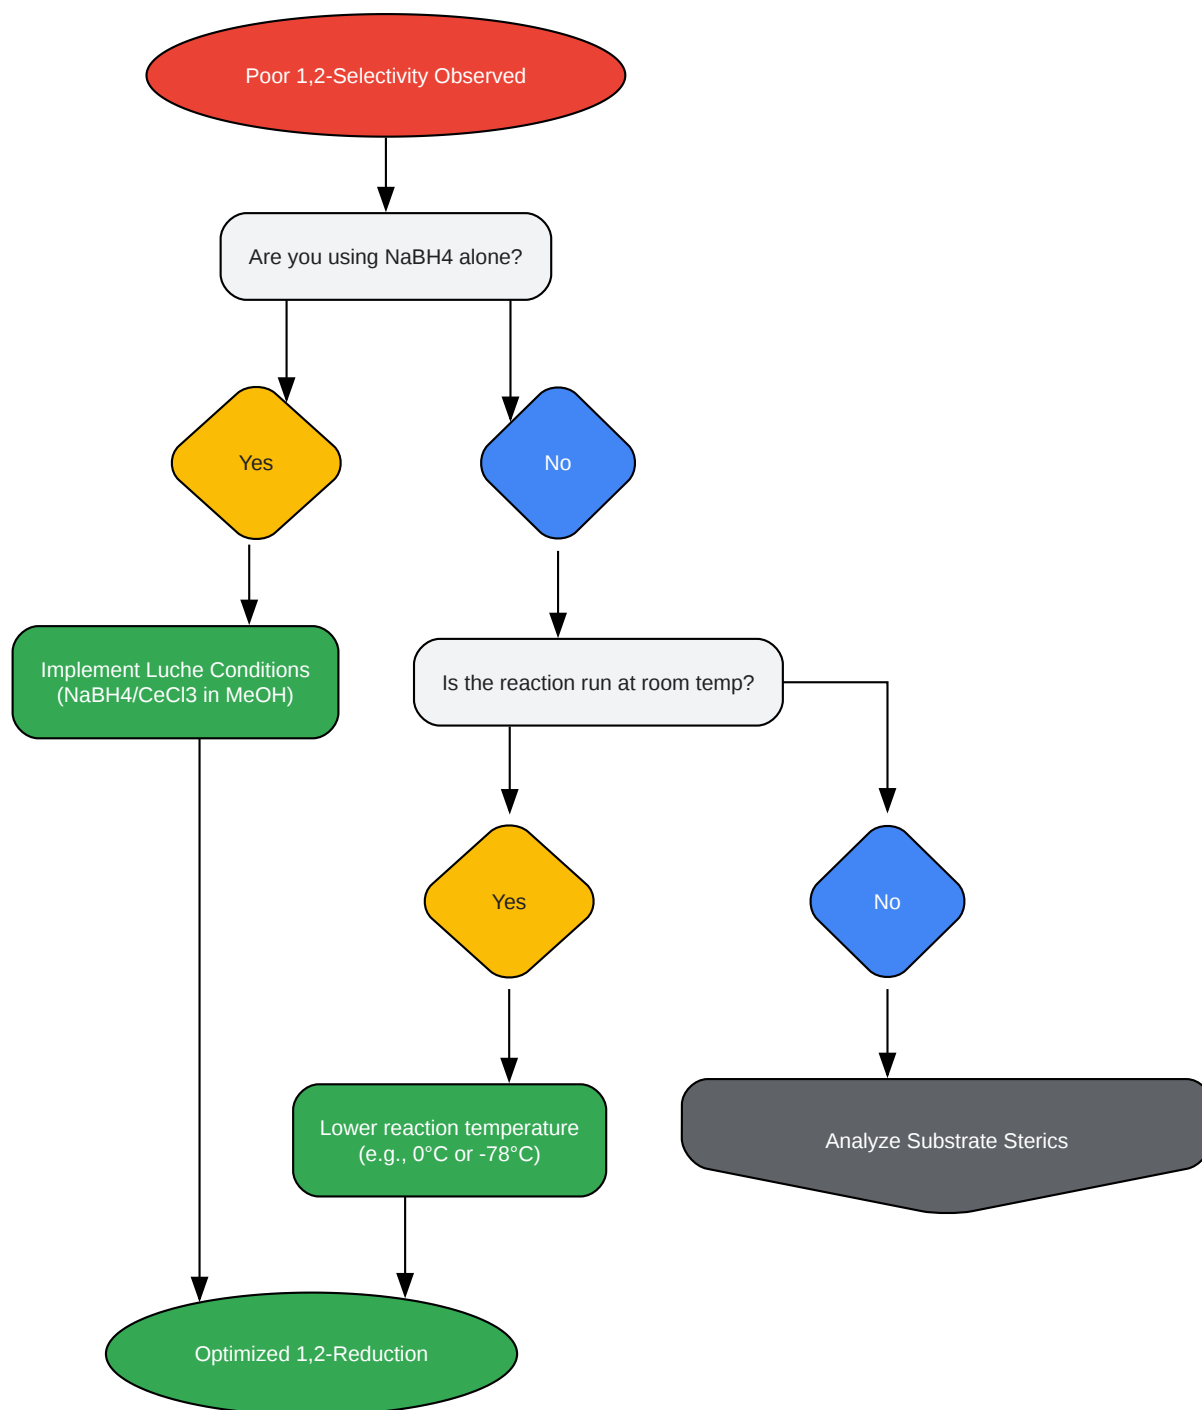 Poor 1,2-Selectivity Observed
Are you using NaBH4 alone?
Yes
No
Implement Luche Conditions
(NaBH4/CeCl3 in MeOH)
Is the reaction run at room temp?
Yes
No
Lower reaction temperature
(e.g., 0°C or -78°C)
Analyze Substrate Sterics
Optimized 1,2-Reduction